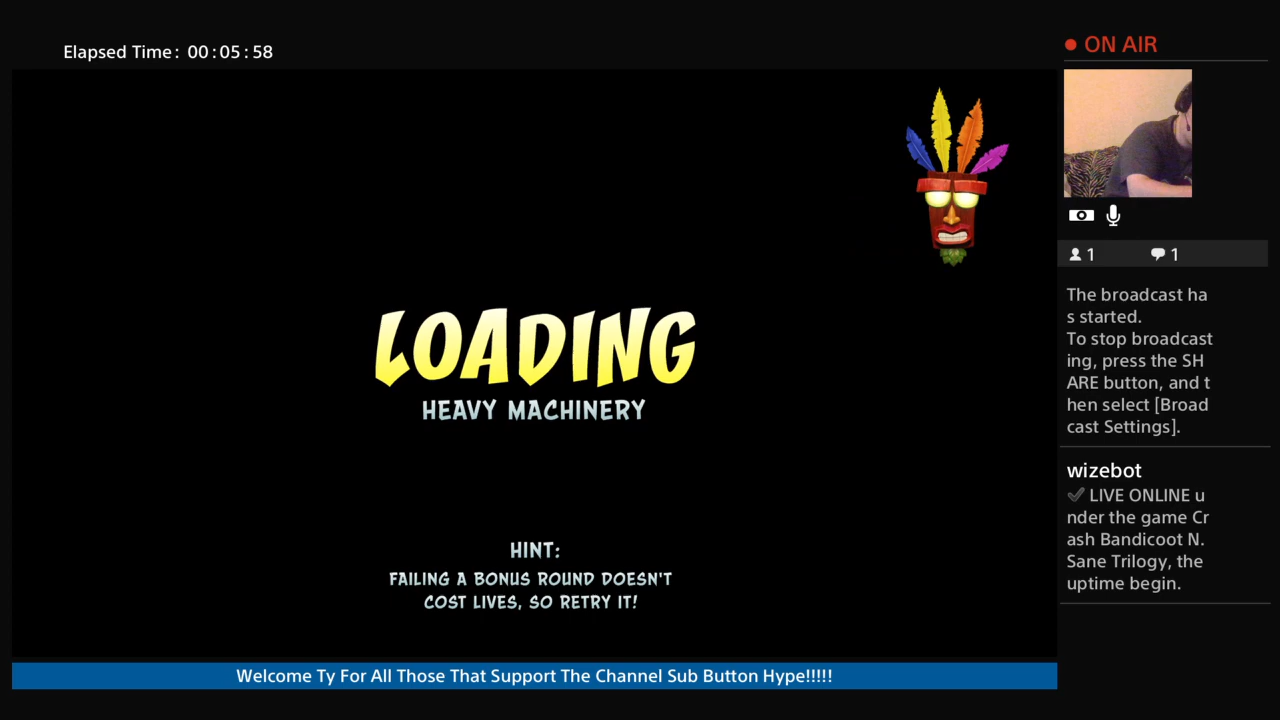 Elapsed Time: 00:05:58
ON AIR
1
1
The broadcast ha
s started.
To stop broadcast
ing, press the SH
ARE button, and t
hen select [Broad
cast Settings].
wizebot
✓ LIVE ONLINE u
nder the game Cr
ash Bandicoot N.
Sane Trilogy, the
uptime begin.
LOADING
HEAVY MACHINERY
HINT:
FAILING A BONUS ROUND DOESN'T
COST LIVES, SO RETRY IT!
Welcome Ty For All Those That Support The Channel Sub Button Hype!!!!!